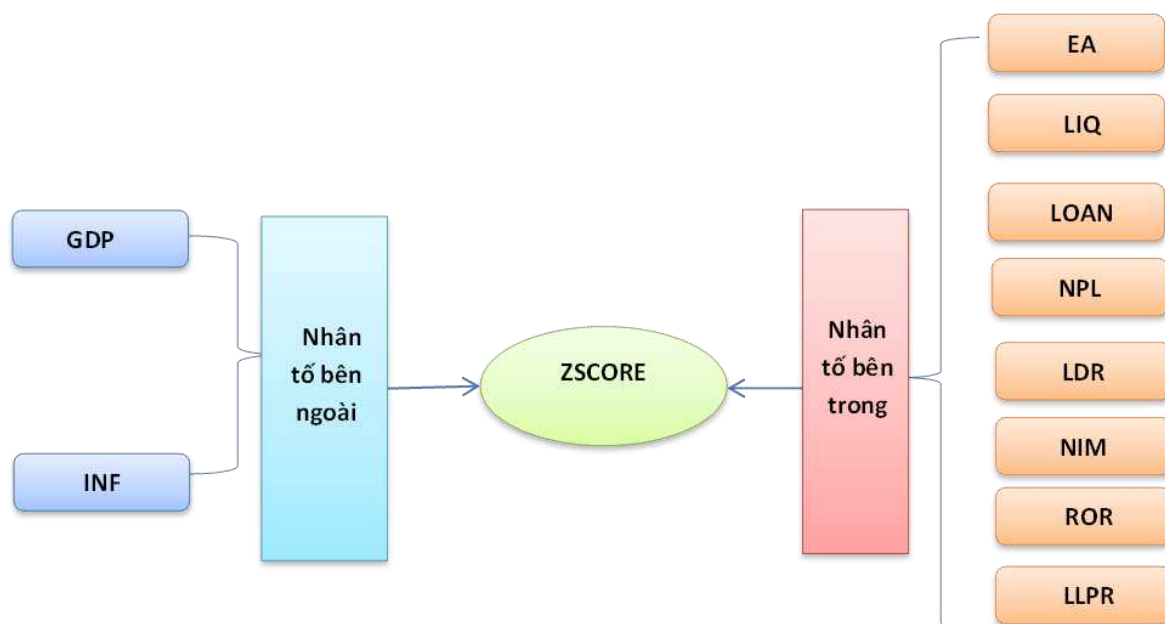 GDP
INF
Nhân
tố bên
ngoài
ZSCORE
Nhân
tố bên
trong
EA
LIQ
LOAN
NPL
LDR
NIM
ROR
LLPR